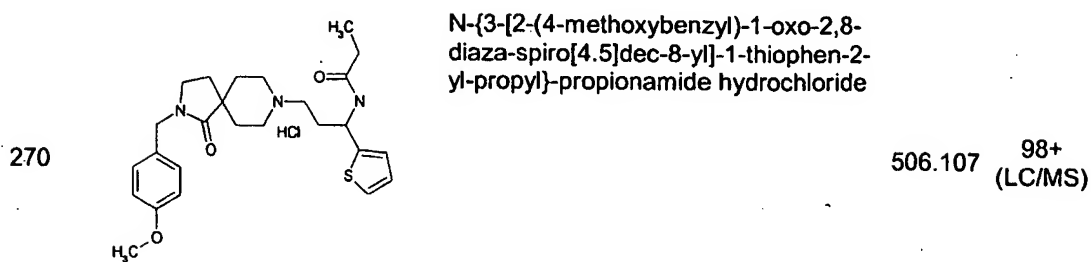 270
H₃C
O
N
N
N
HCl
O
S
O
H₃C
N-{3-[2-(4-methoxybenzyl)-1-oxo-2,8-
diaza-spiro[4.5]dec-8-yl]-1-thiophen-2-
yl-propyl}-propionamide hydrochloride
506.107
98+
(LC/MS)